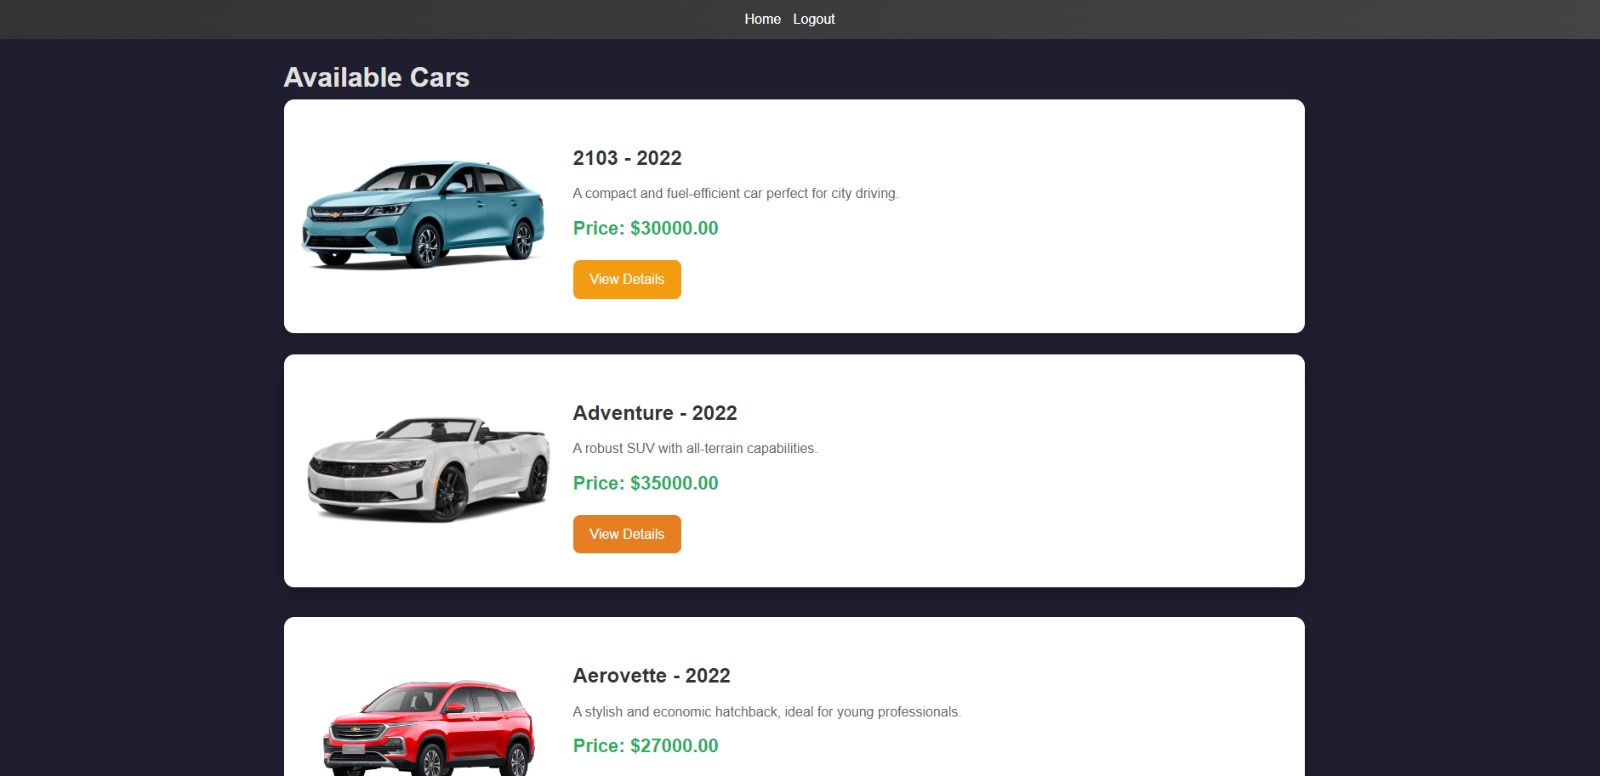 Home Logout
Available Cars
2103 - 2022
A compact and fuel-efficient car perfect for city driving.
Price: $30000.00
View Details
Adventure - 2022
A robust SUV with all-terrain capabilities.
Price: $35000.00
View Details
Aerovette - 2022
A stylish and economic hatchback, ideal for young professionals.
Price: $27000.00